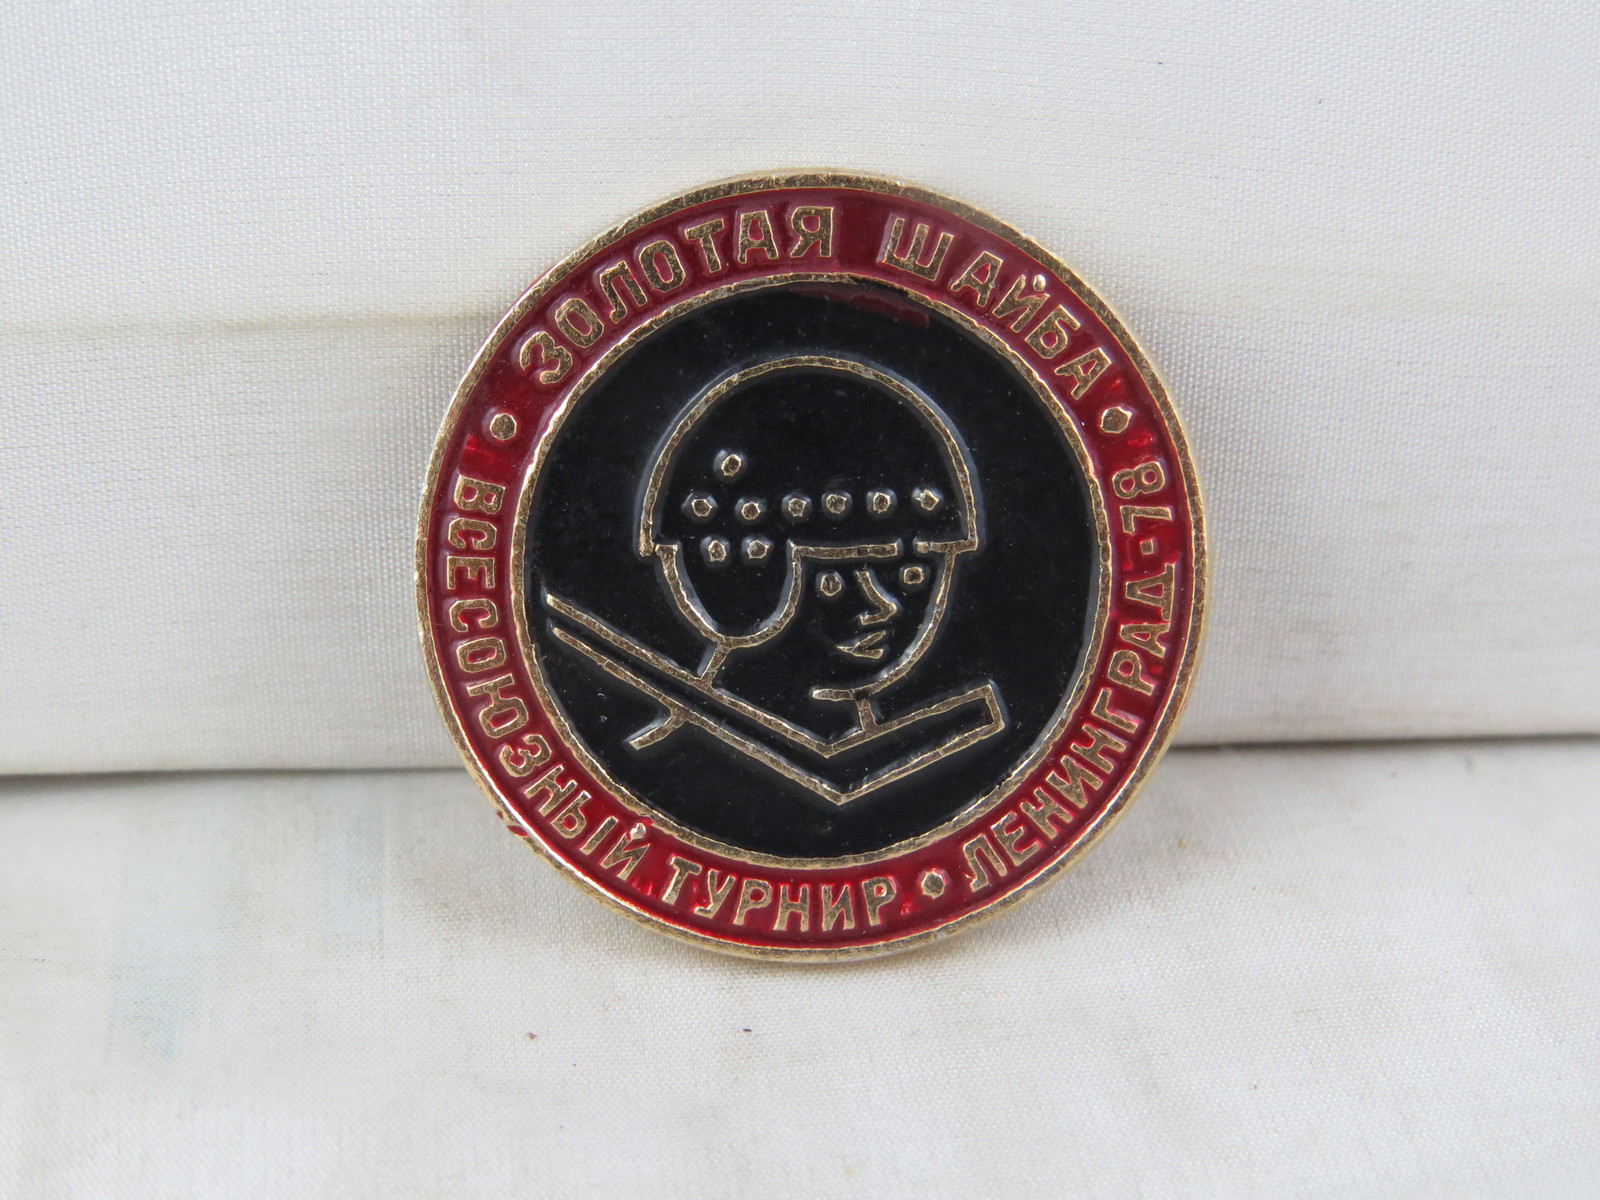 ЗОЛОТАЯ ШАЙБА
ВСЕСОЮЗНЫЙ ТУРНИР • ЛЕНИНГРАД-78